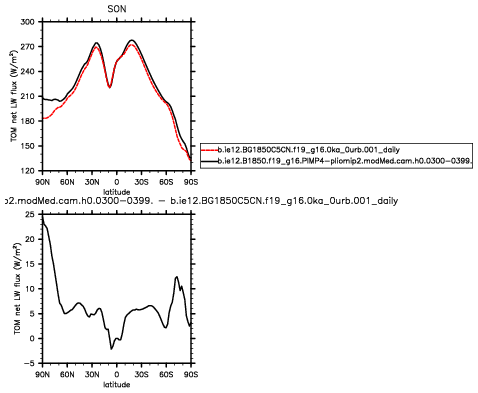 SON
300
270
240
210
180
150
120
TOM net LW flux (W/m²)
90N 60N 30N 0 30S 60S 90S
latitude
b.ie12.BG1850C5CN.f19_g16.0ka_0urb.001_daily
b.ie12.B1850.f19_g16.PIMP4-pliomip2.modMed.cam.h0.0300-0399.
p2.modMed.cam.h0.0300-0399. - b.ie12.BG1850C5CN.f19_g16.0ka_0urb.001_daily
25
20
15
10
5
0
-5
TOM net LW flux (W/m²)
90N 60N 30N 0 30S 60S 90S
latitude